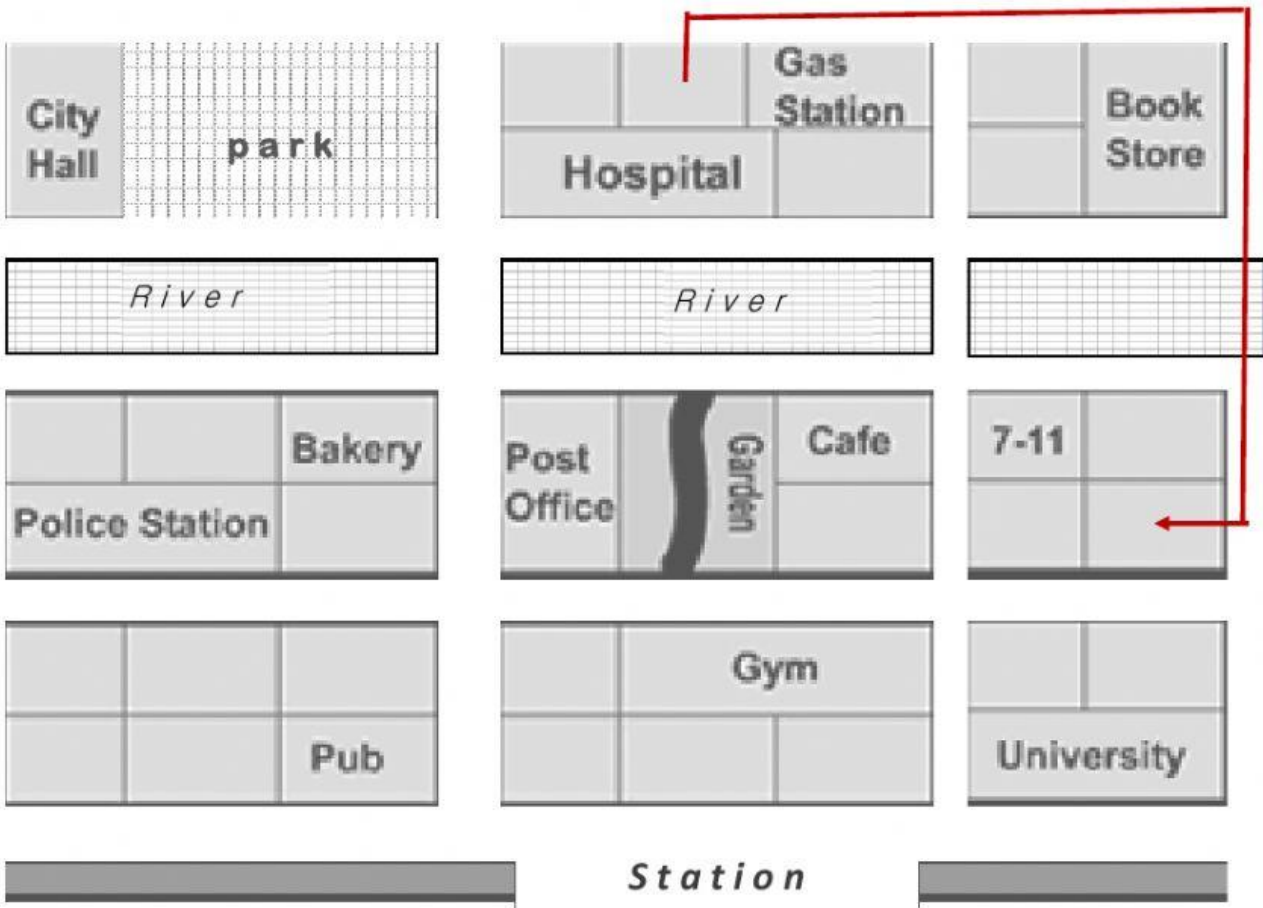 City
Hall
park
Gas
Station
Hospital
Book
Store
River
River
Bakery
Police Station
Post
Office
Garden
Cafe
7-11
Gym
Pub
University
Station